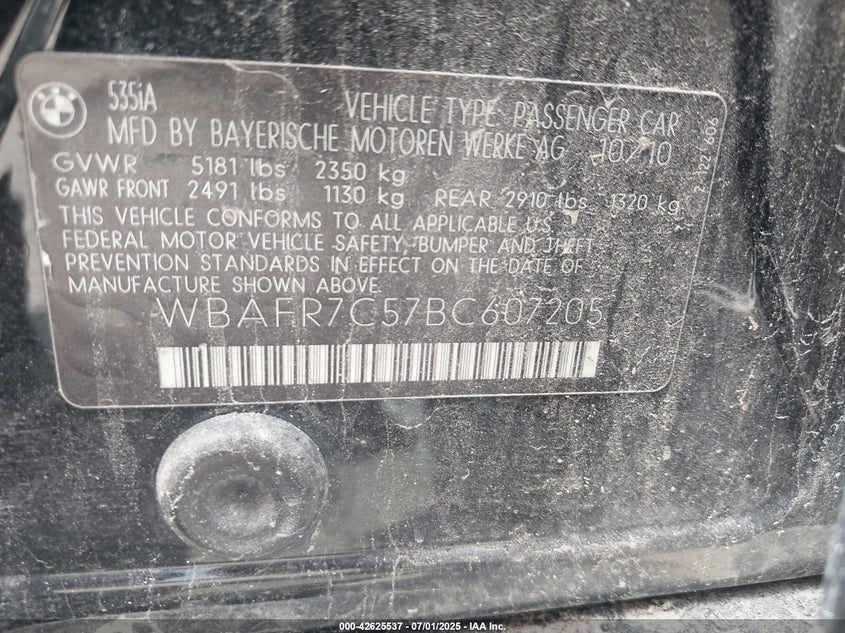 BMW
535iA
VEHICLE TYPE PASSENGER CAR
MFD BY BAYERISCHE MOTOREN WERKE AG 10/10
GVWR 5181 lbs 2350 kg
GAWR FRONT 2491 lbs 1130 kg REAR 2910 lbs 1320 kg
THIS VEHICLE CONFORMS TO ALL APPLICABLE U.S.
FEDERAL MOTOR VEHICLE SAFETY, BUMPER AND THEFT
PREVENTION STANDARDS IN EFFECT ON THE DATE OF
MANUFACTURE SHOWN ABOVE.
WBAFR7C57BC607205
000-42625537 - 07/01/2025 - IAA Inc.